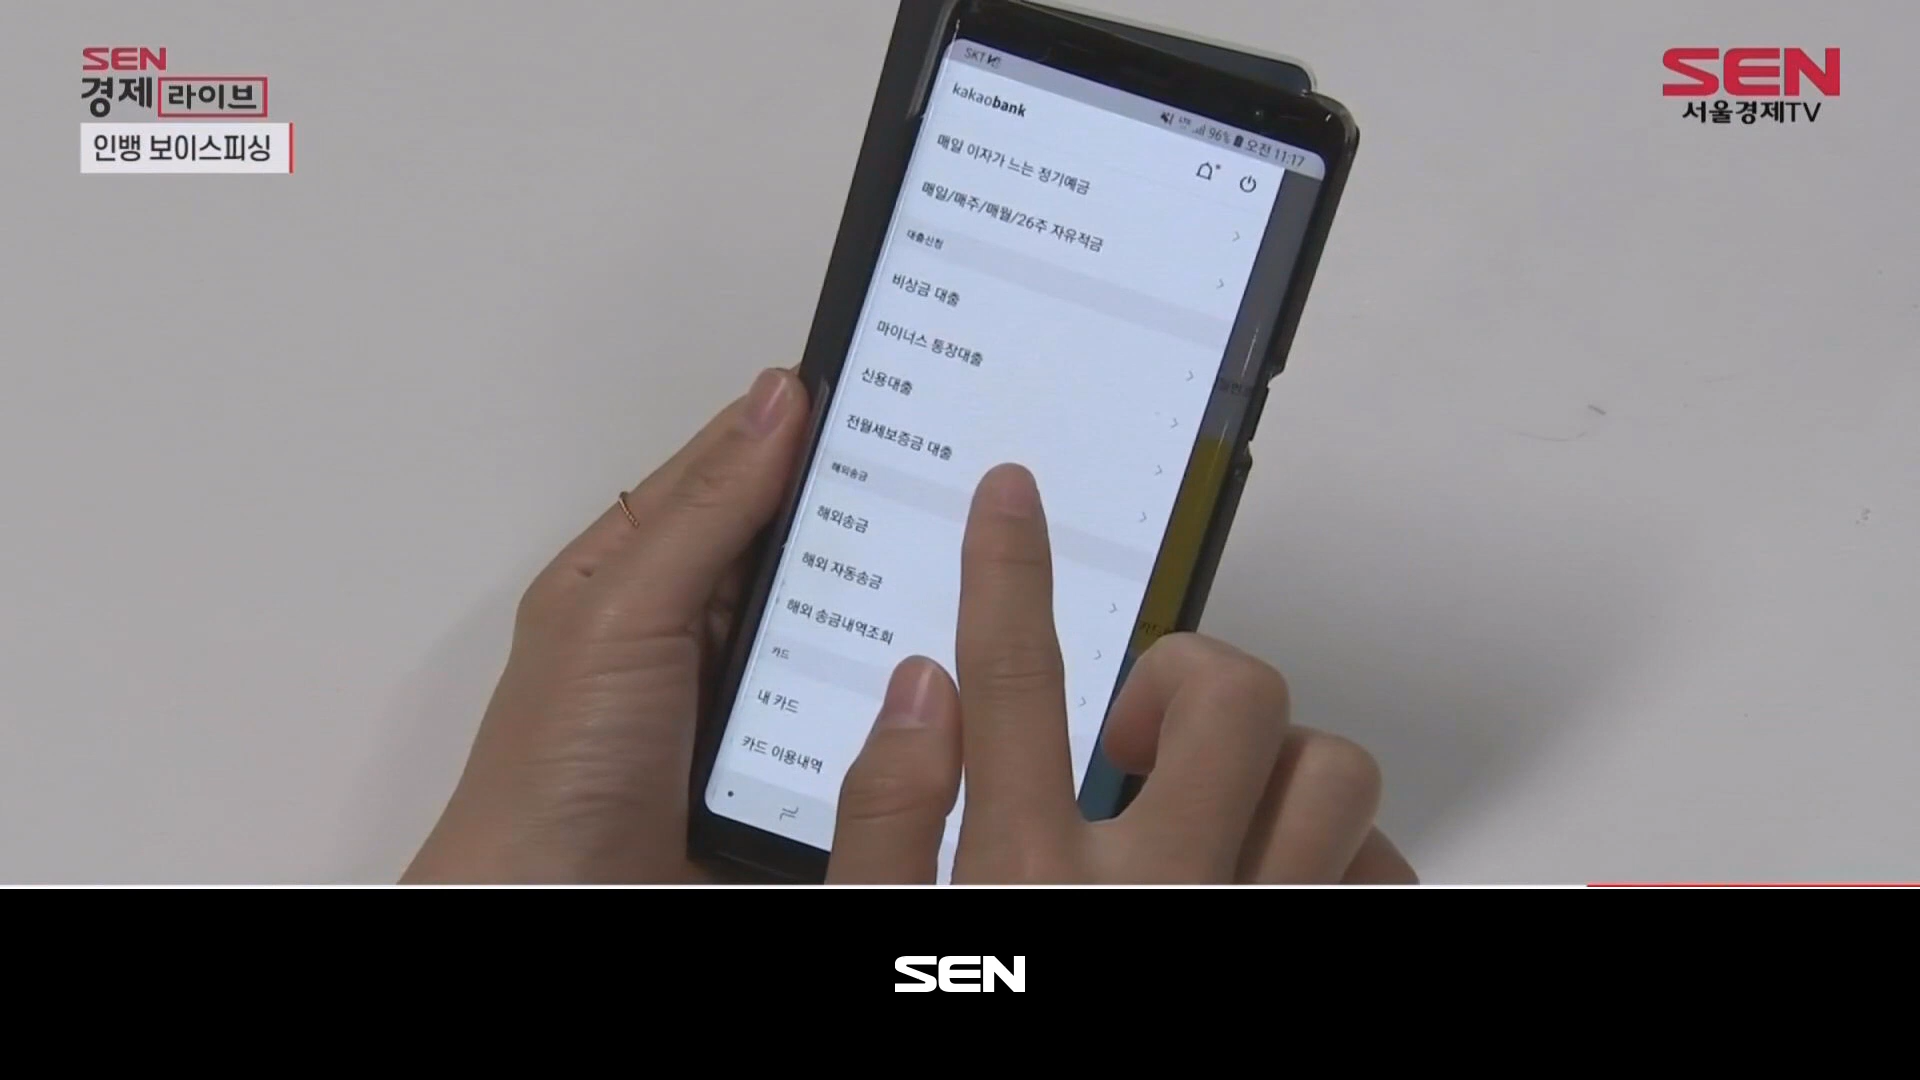 SEN
경제 라이브
인뱅 보이스피싱
SEN
서울경제TV
SKT
96% 오전 11:17
kakaobank
매일 이자가 느는 정기예금
매일/매주/매월/26주 자유적금
대출신청
비상금 대출
마이너스 통장대출
신용대출
전월세보증금 대출
해외송금
해외송금
해외 자동송금
해외 송금내역조회
카드
내 카드
카드 이용내역
SEN